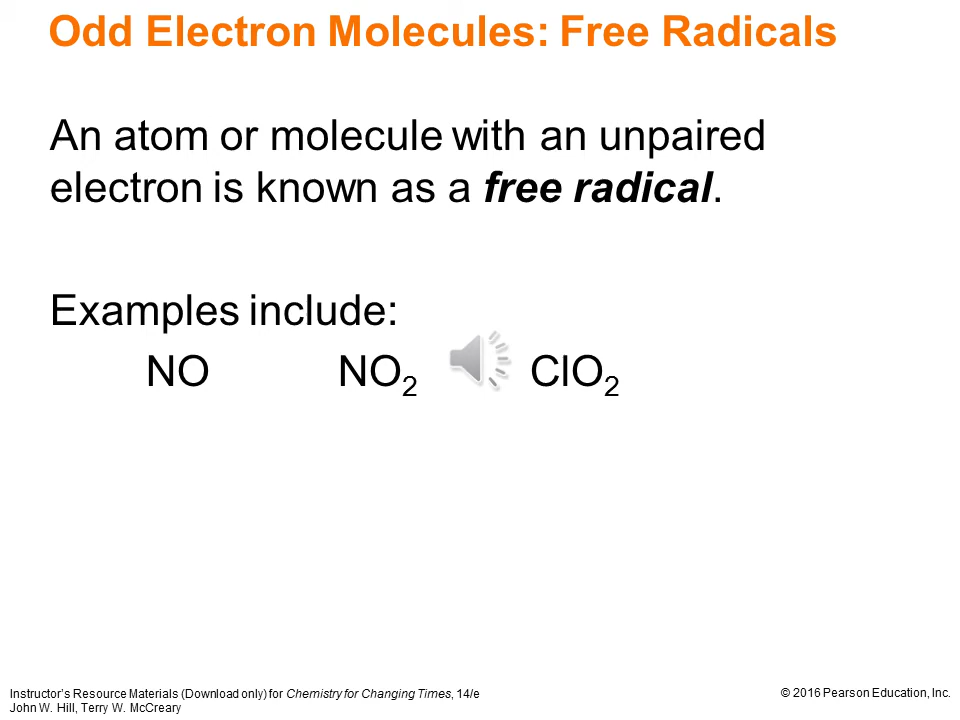 Odd Electron Molecules: Free Radicals
An atom or molecule with an unpaired
electron is known as a free radical.
Examples include:
NO NO₂ ClO₂
Instructor's Resource Materials (Download only) for Chemistry for Changing Times, 14/e
John W. Hill, Terry W. McCreary
© 2016 Pearson Education, Inc.